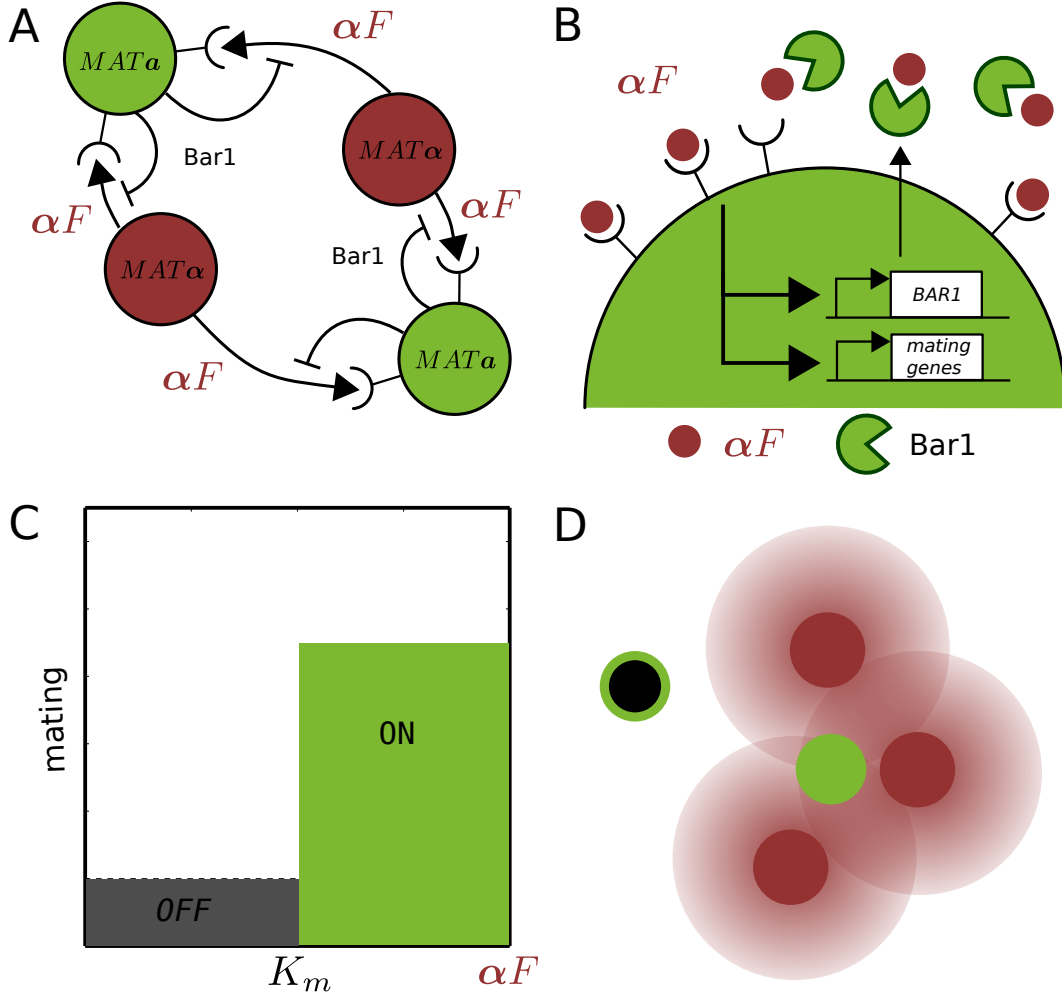 A
MATa
αF
Bar1
MATα
αF
αF
MATα
Bar1
αF
MATa
B
αF
BAR1
mating
genes
αF
Bar1
C
mating
ON
OFF
Km
αF
D